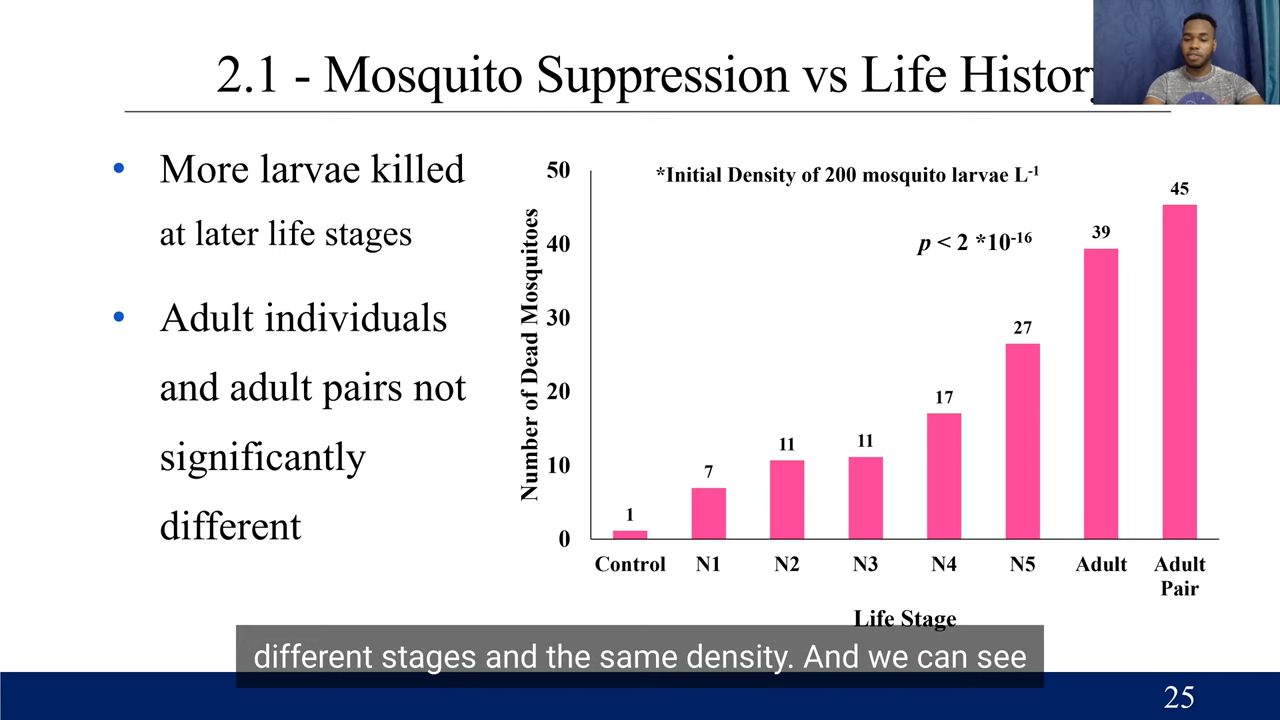 2.1 - Mosquito Suppression vs Life History
• More larvae killed
at later life stages
• Adult individuals
and adult pairs not
significantly
different
*Initial Density of 200 mosquito larvae L⁻¹
p < 2 *10⁻¹⁶
Number of Dead Mosquitoes
50
40
30
20
10
0
1
7
11
11
17
27
39
45
Control N1 N2 N3 N4 N5 Adult Adult
Pair
Life Stage
different stages and the same density. And we can see
25